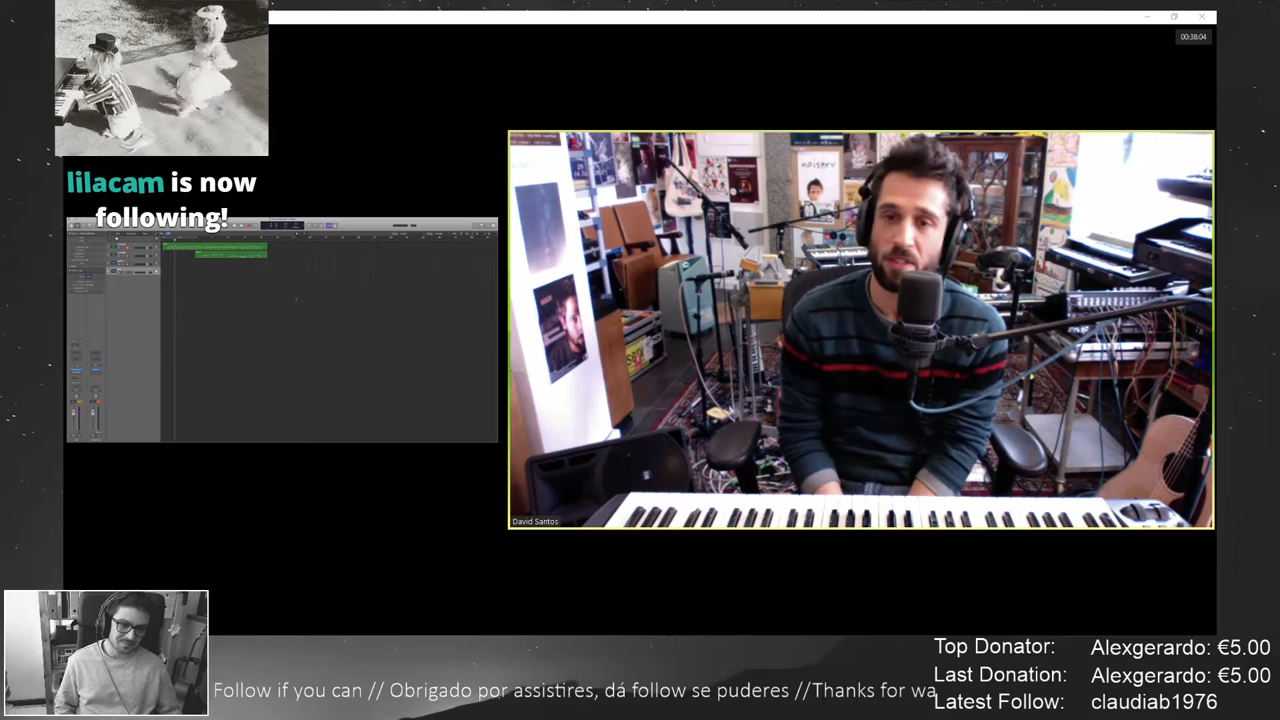 00:38:04
lilacam is now
following!
noiserv
David Santos
Follow if you can // Obrigado por assistires, dá follow se puderes //Thanks for wa
Top Donator: Alexgerardo: €5.00
Last Donation: Alexgerardo: €5.00
Latest Follow: claudiab1976